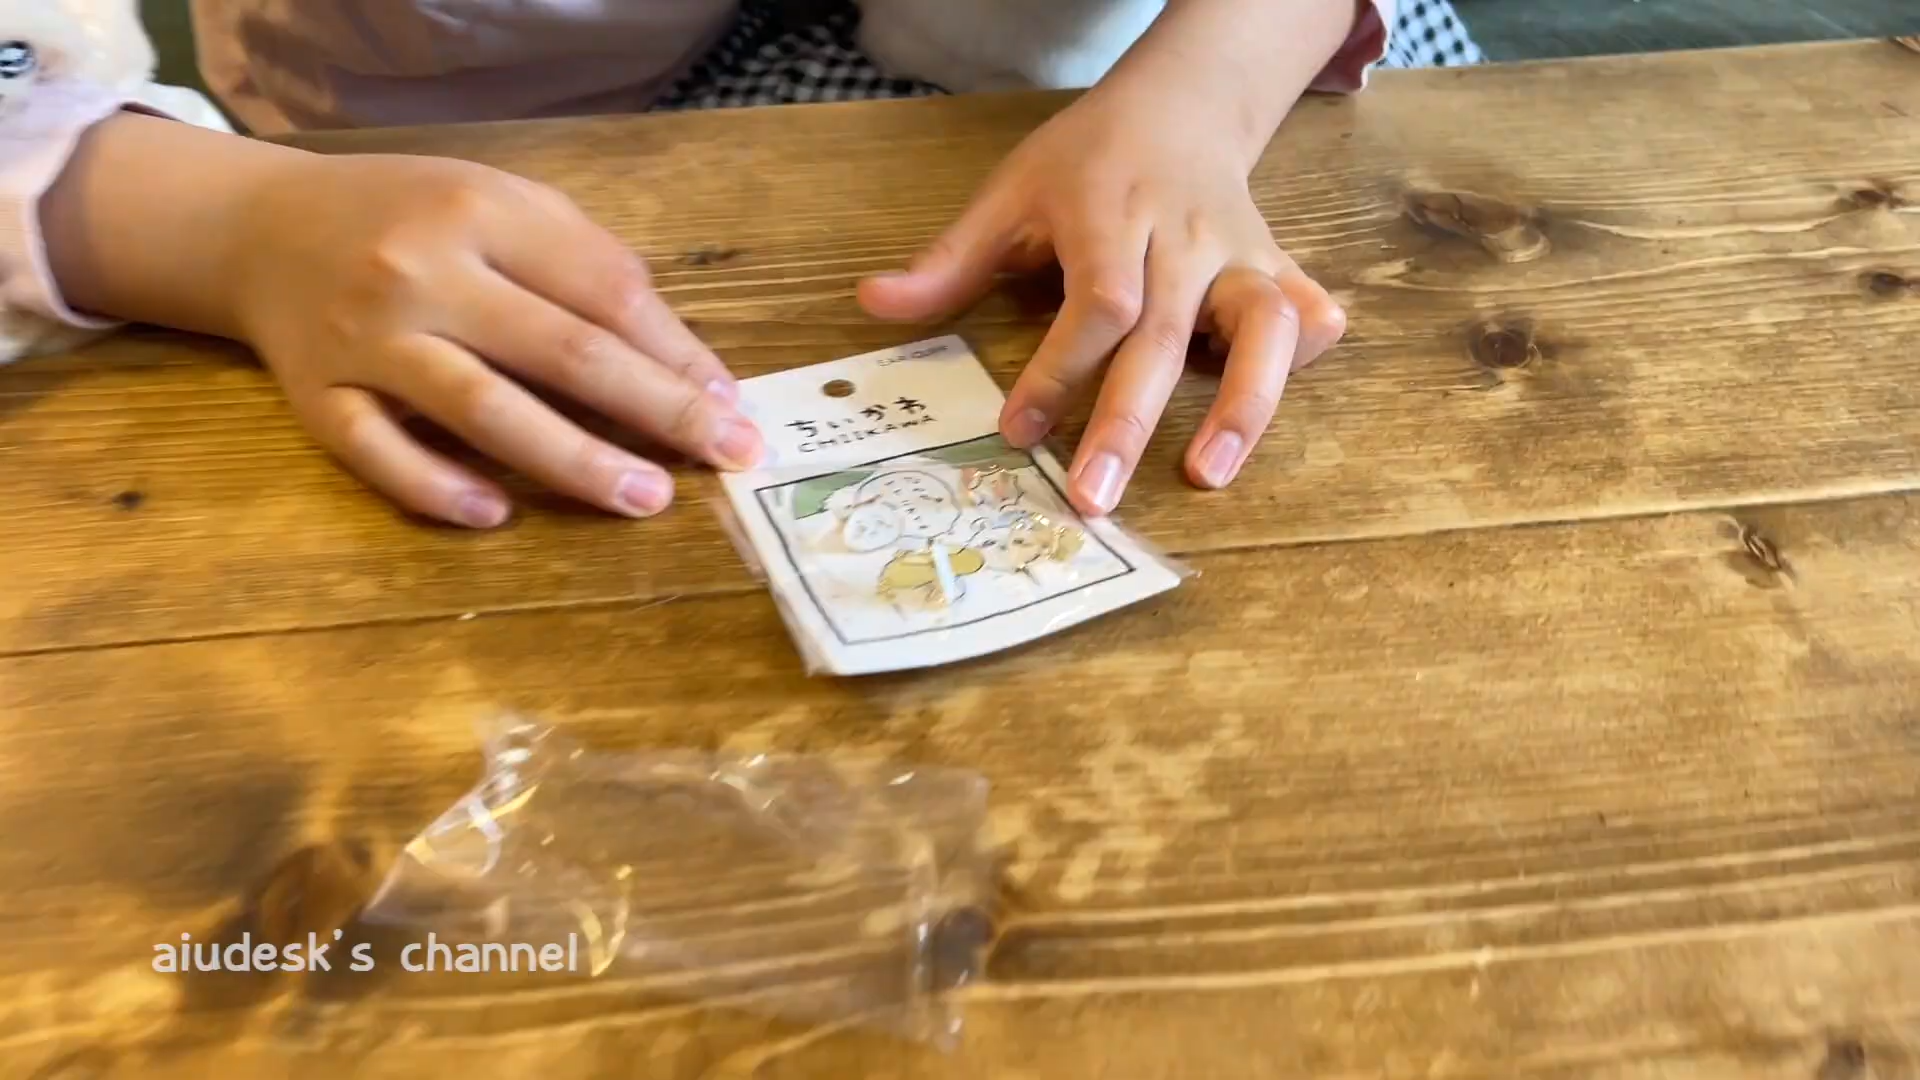 ちいかわ
CHIIKAWA
aiudesk's channel